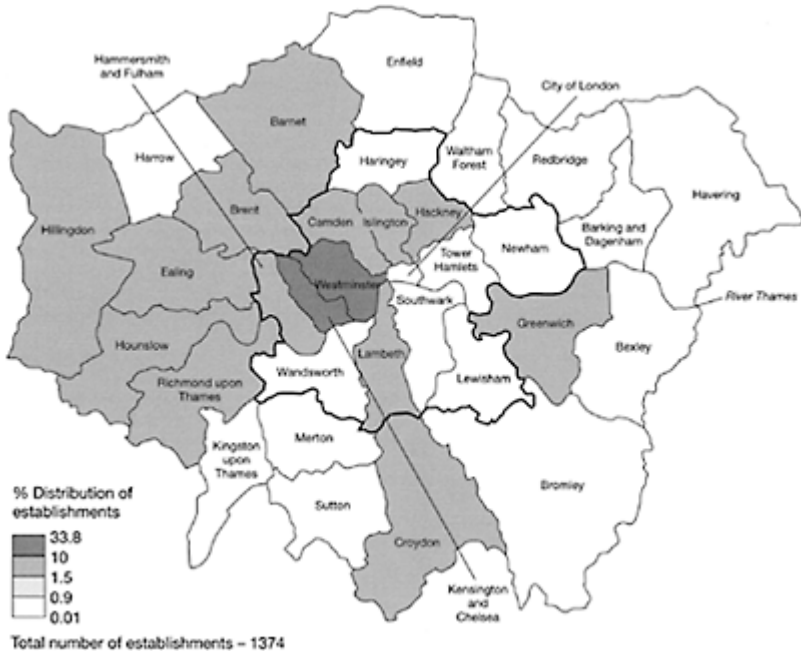 Enfield
Hammersmith
and Fulham
City of London
Barnet
Harrow
Haringey
Waltham
Forest
Redbridge
Havering
Brent
Camden
Islington
Hackney
Hillingdon
Barking and
Dagenham
Ealing
Tower
Hamlets
Newham
Westminster
Southwark
River Thames
Greenwich
Hounslow
Lambeth
Bexley
Wandsworth
Lewisham
Richmond upon
Thames
Merton
Kingston
upon
Thames
Bromley
Sutton
Croydon
Kensington
and
Chelsea
% Distribution of
establishments
33.8
10
1.5
0.9
0.01
Total number of establishments – 1374